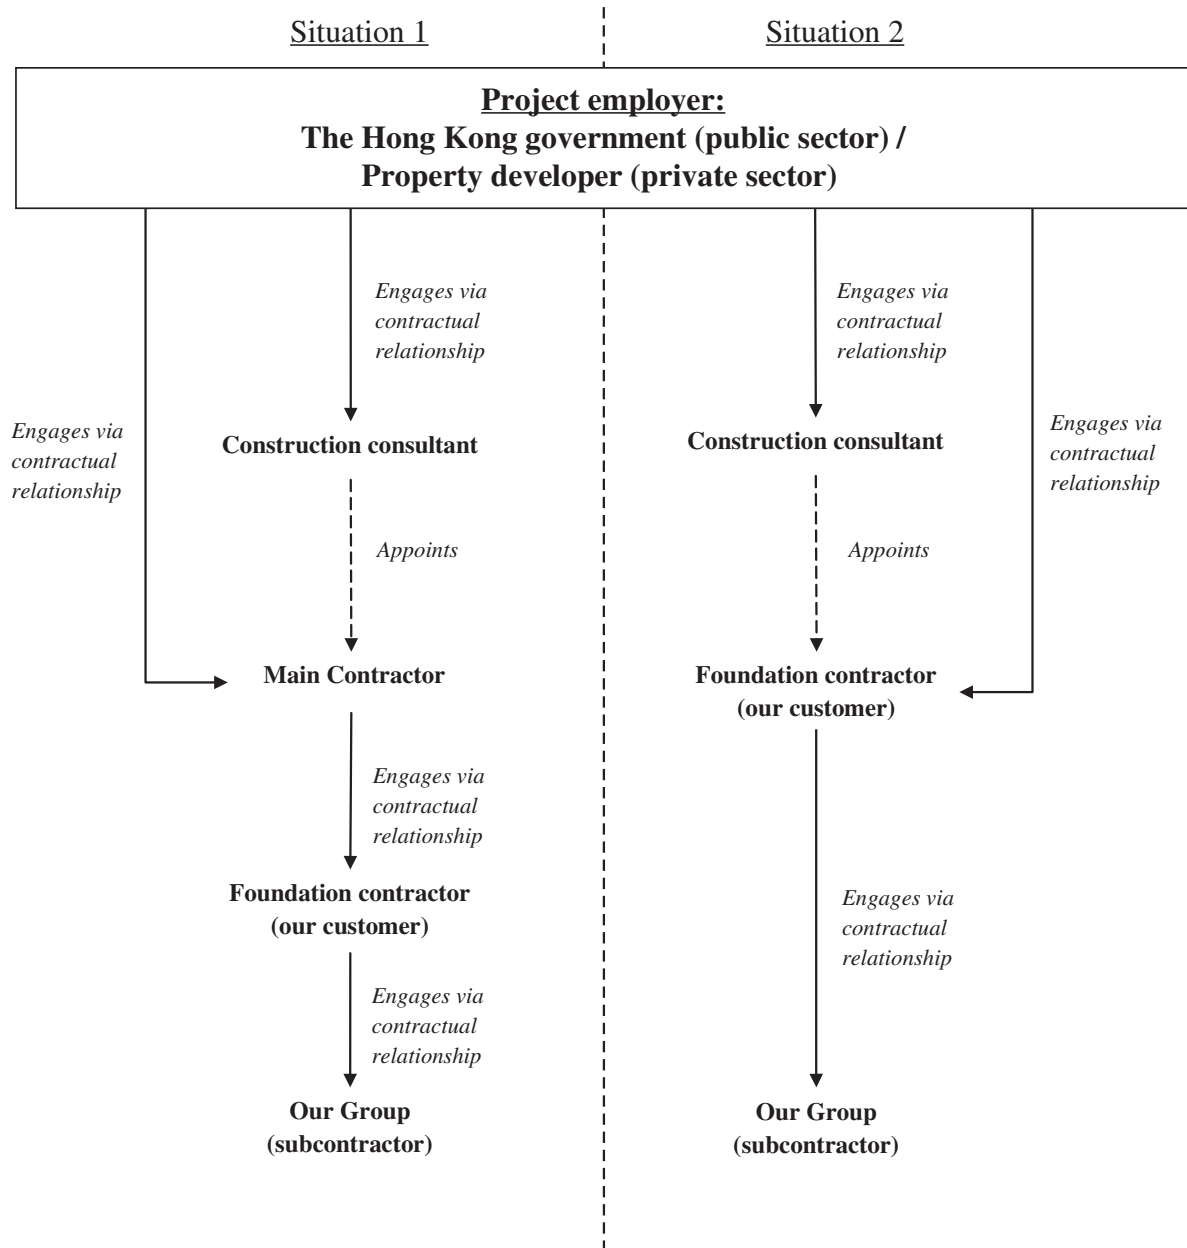 Situation 1
Situation 2
Project employer:
The Hong Kong government (public sector) /
Property developer (private sector)
Engages via
contractual
relationship
Engages via
contractual
relationship
Construction consultant
Appoints
Main Contractor
Engages via
contractual
relationship
Foundation contractor
(our customer)
Engages via
contractual
relationship
Our Group
(subcontractor)
Engages via
contractual
relationship
Engages via
contractual
relationship
Construction consultant
Appoints
Foundation contractor
(our customer)
Engages via
contractual
relationship
Our Group
(subcontractor)